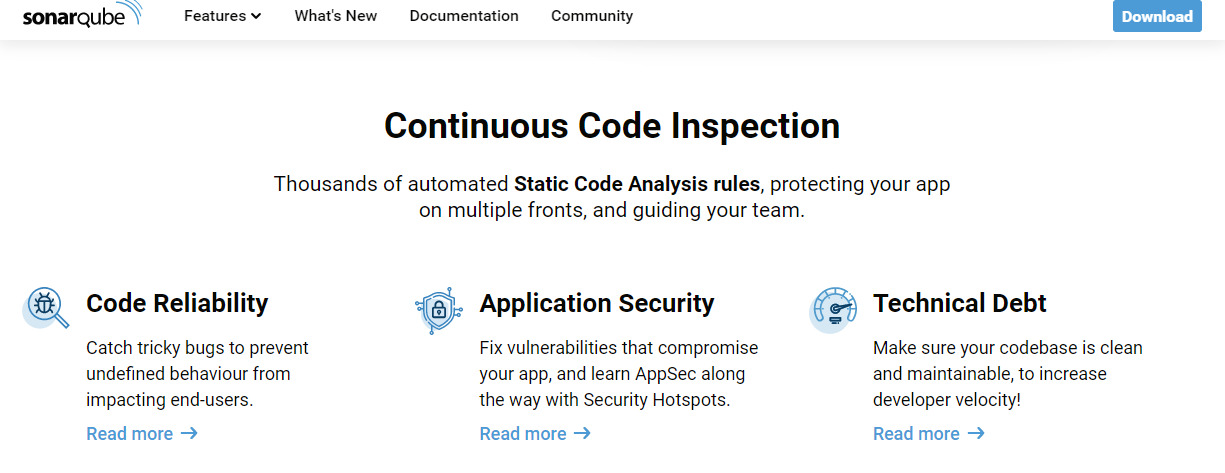 sonarqube
Features
What's New
Documentation
Community
Download
Continuous Code Inspection
Thousands of automated Static Code Analysis rules, protecting your app
on multiple fronts, and guiding your team.
Code Reliability
Catch tricky bugs to prevent
undefined behaviour from
impacting end-users.
Read more
Application Security
Fix vulnerabilities that compromise
your app, and learn AppSec along
the way with Security Hotspots.
Read more
Technical Debt
Make sure your codebase is clean
and maintainable, to increase
developer velocity!
Read more